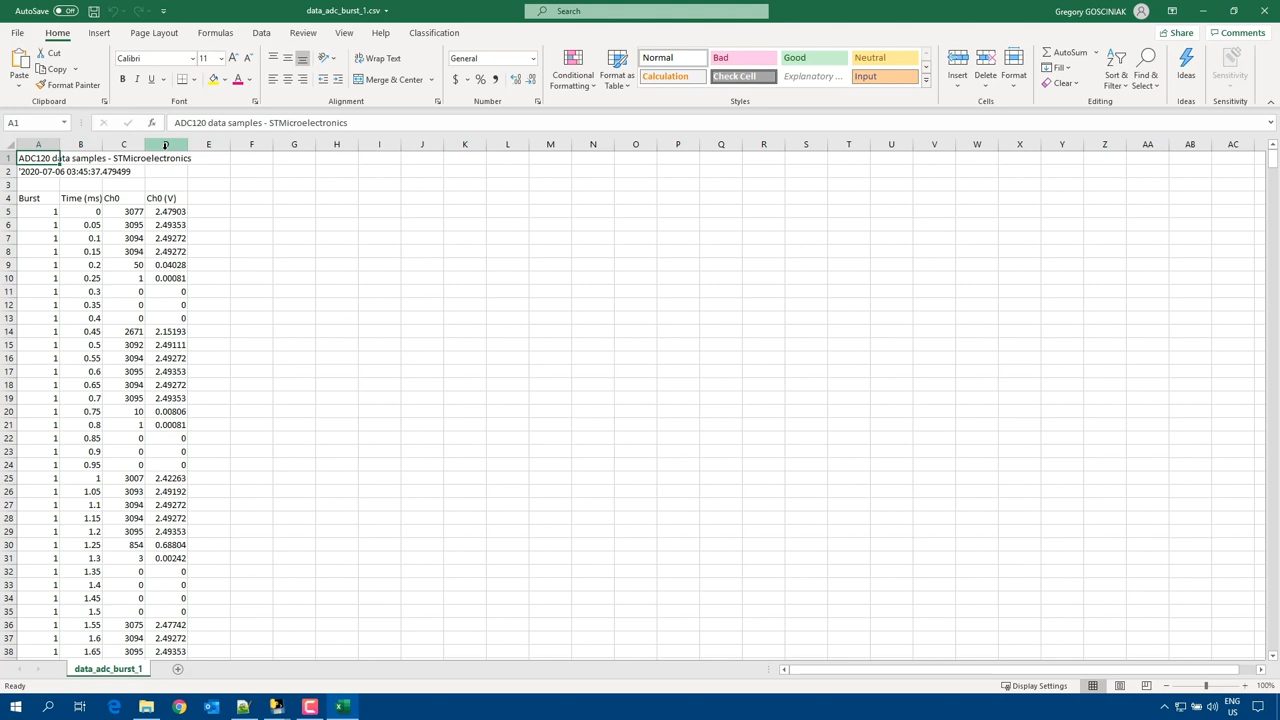 AutoSave Off data_adc_burst_1.csv Search Gregory GOSCINIAK
File Home Insert Page Layout Formulas Data Review View Help Classification Share Comments
Paste Cut Copy Format Painter Clipboard
Calibri 11 B I U A Font
Wrap Text Merge & Center Alignment
General $ % Number
Conditional Formatting Format as Table
Normal Bad Good Neutral
Calculation Check Cell Explanatory ... Input
Styles
Insert Delete Format Cells
AutoSum Fill Clear Sort & Filter Find & Select Editing
Ideas Ideas
Sensitivity Sensitivity
A1 fx ADC120 data samples - STMicroelectronics
A B C D E F G H I J K L M N O P Q R S T U V W X Y Z AA AB AC
1 ADC120 data samples - STMicroelectronics
2 '2020-07-06 03:45:37.479499
3
4 Burst Time (ms) Ch0 Ch0 (V)
5 1 0 3077 2.47903
6 1 0.05 3095 2.49353
7 1 0.1 3094 2.49272
8 1 0.15 3094 2.49272
9 1 0.2 50 0.04028
10 1 0.25 1 0.00081
11 1 0.3 0 0
12 1 0.35 0 0
13 1 0.4 0 0
14 1 0.45 2671 2.15193
15 1 0.5 3092 2.49111
16 1 0.55 3094 2.49272
17 1 0.6 3095 2.49353
18 1 0.65 3094 2.49272
19 1 0.7 3095 2.49353
20 1 0.75 10 0.00806
21 1 0.8 1 0.00081
22 1 0.85 0 0
23 1 0.9 0 0
24 1 0.95 0 0
25 1 1 3007 2.42263
26 1 1.05 3093 2.49192
27 1 1.1 3094 2.49272
28 1 1.15 3094 2.49272
29 1 1.2 3095 2.49353
30 1 1.25 854 0.68804
31 1 1.3 3 0.00242
32 1 1.35 0 0
33 1 1.4 0 0
34 1 1.45 0 0
35 1 1.5 0 0
36 1 1.55 3075 2.47742
37 1 1.6 3094 2.49272
38 1 1.65 3095 2.49353
data_adc_burst_1
Ready Display Settings 100%
ENG
US